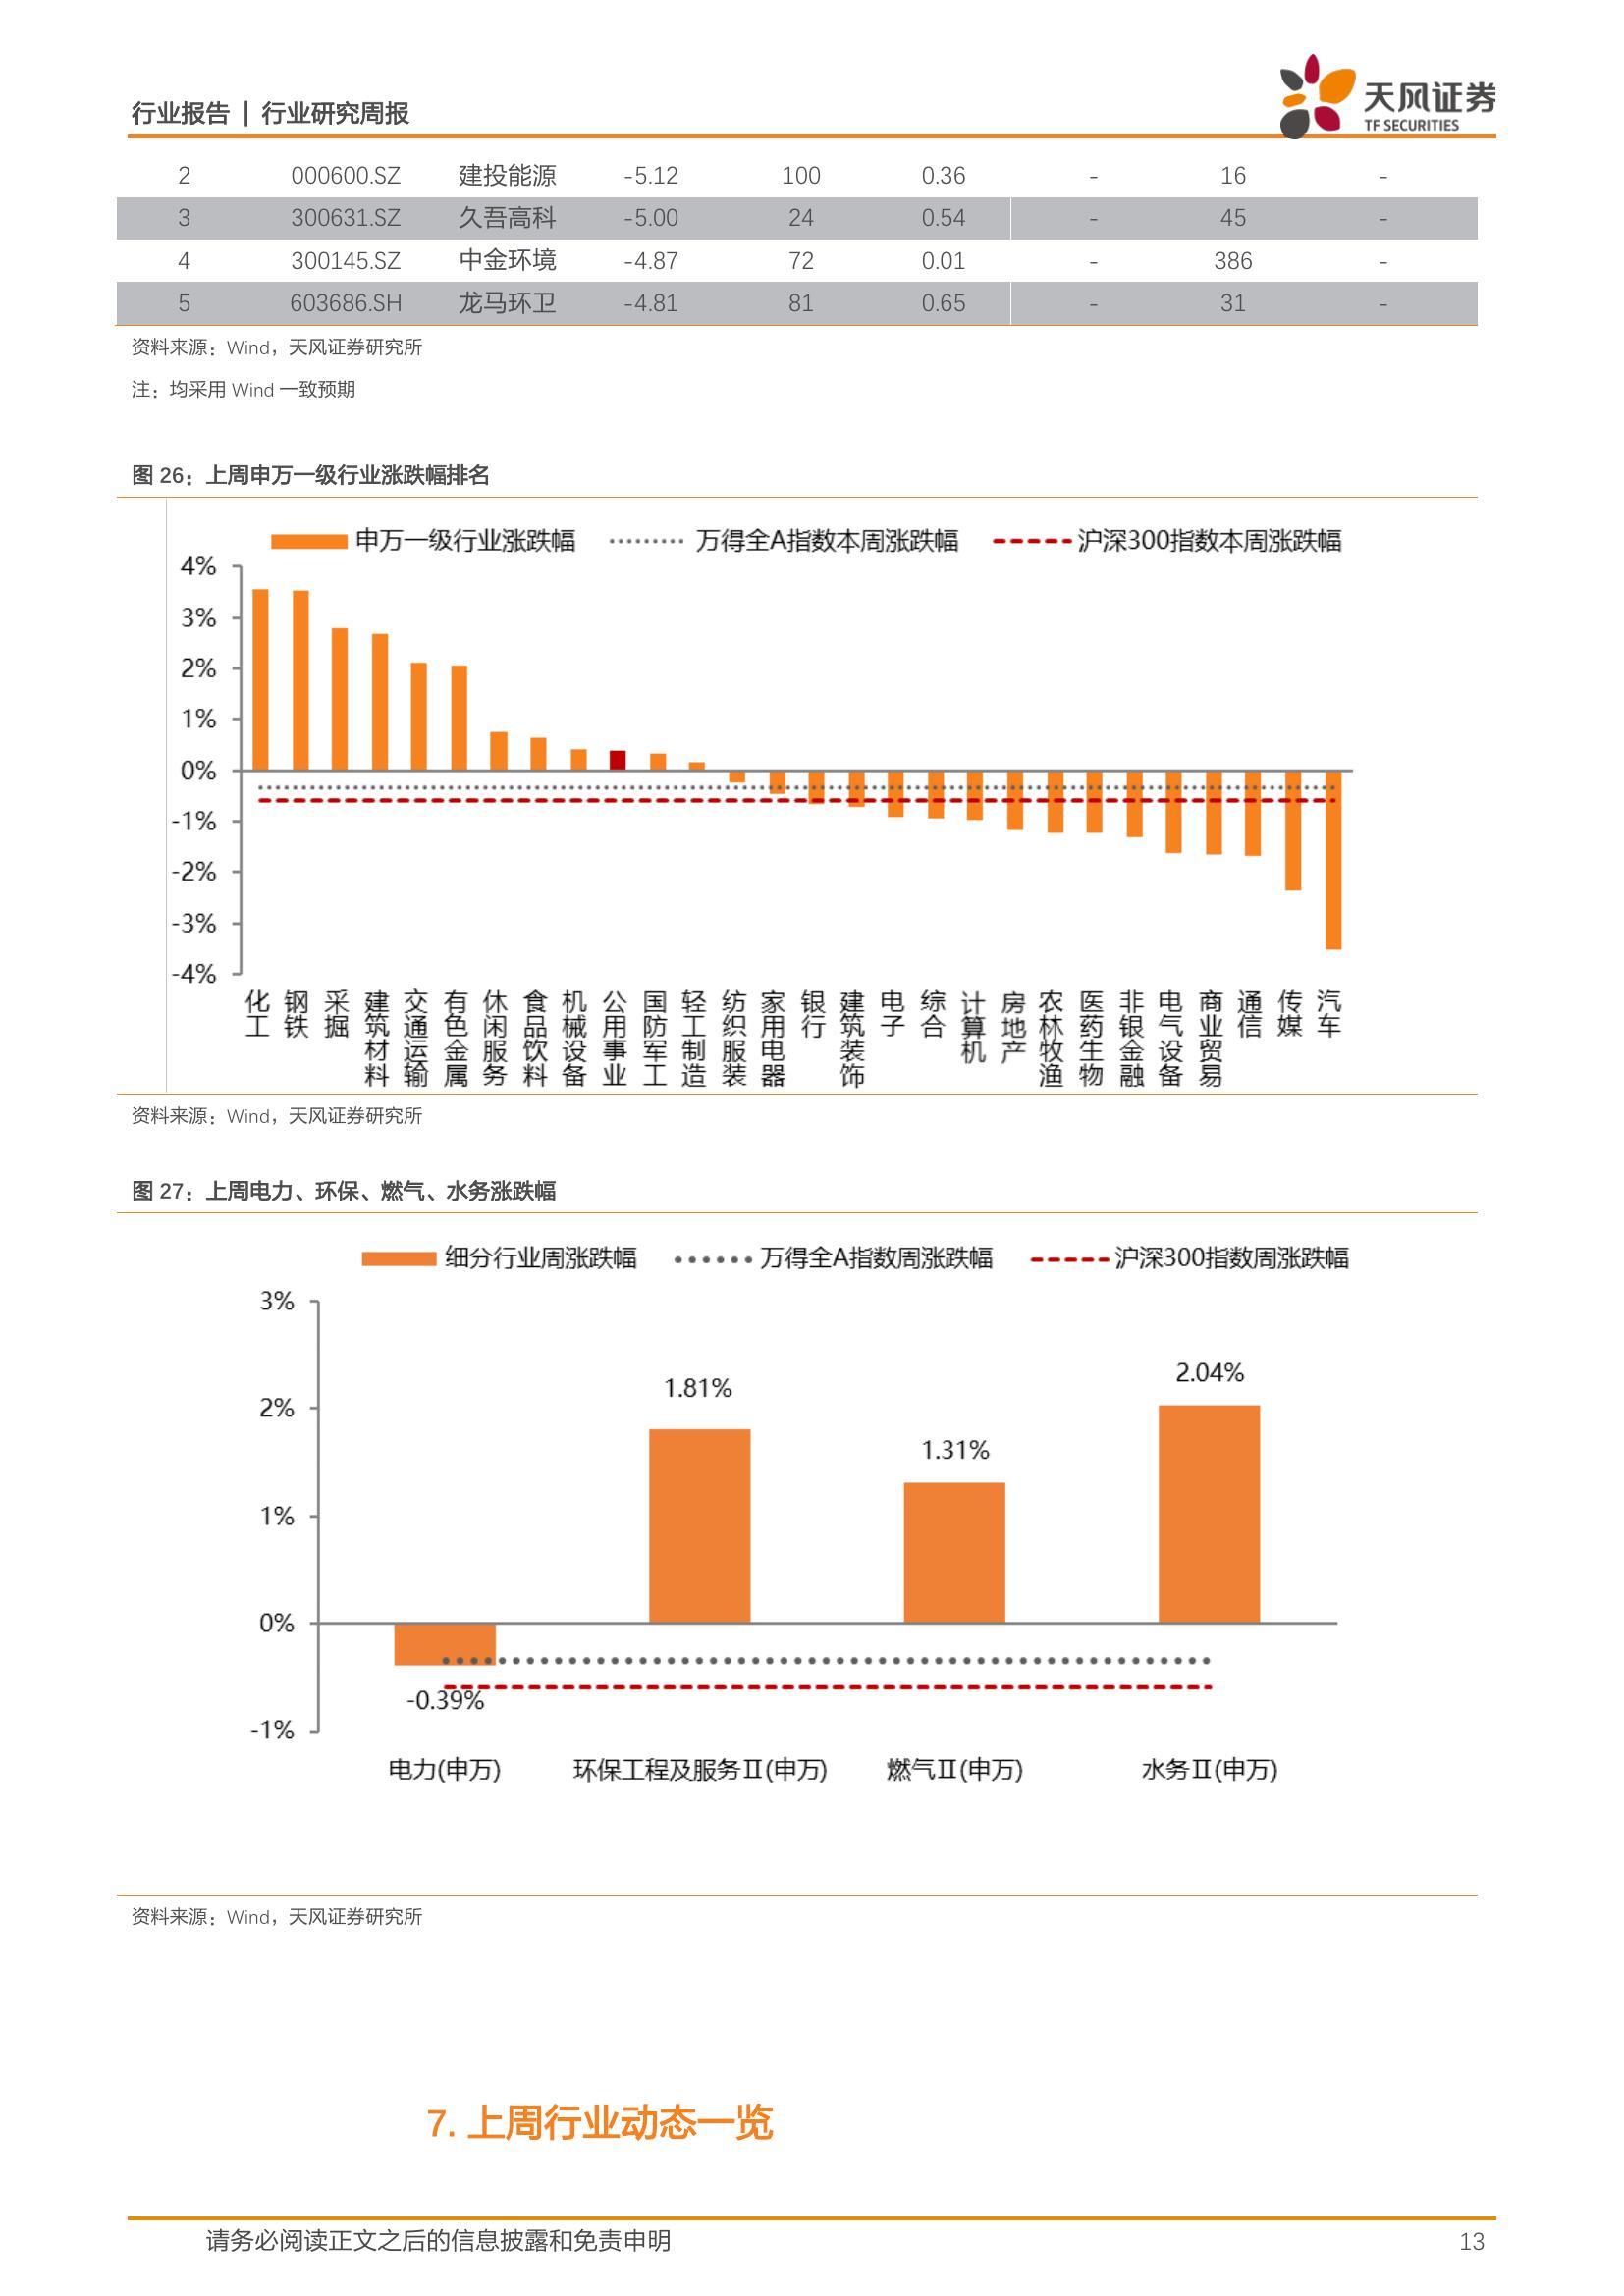 行业报告 | 行业研究周报
天风证券
TF SECURITIES
2 000600.SZ 建投能源 -5.12 100 0.36 - 16 -
3 300631.SZ 久吾高科 -5.00 24 0.54 - 45 -
4 300145.SZ 中金环境 -4.87 72 0.01 - 386 -
5 603686.SH 龙马环卫 -4.81 81 0.65 - 31 -
资料来源：Wind，天风证券研究所
注：均采用 Wind 一致预期
图 26：上周申万一级行业涨跌幅排名
申万一级行业涨跌幅 万得全A指数本周涨跌幅 沪深300指数本周涨跌幅
4%
3%
2%
1%
0%
-1%
-2%
-3%
-4%
化工 钢铁 采掘 建筑材料 交通运输 有色金属 休闲服务 食品饮料 机械设备 公用事业 国防军工 轻工制造 纺织服装 家用电器 银行 建筑装饰 电子 综合 计算机 房地产 农林牧渔 医药生物 非银金融 电气设备 商业贸易 通信 传媒 汽车
资料来源：Wind，天风证券研究所
图 27：上周电力、环保、燃气、水务涨跌幅
细分行业周涨跌幅 万得全A指数周涨跌幅 沪深300指数周涨跌幅
3%
2%
1%
0%
-1%
-0.39%
1.81%
1.31%
2.04%
电力(申万) 环保工程及服务Ⅱ(申万) 燃气Ⅱ(申万) 水务Ⅱ(申万)
资料来源：Wind，天风证券研究所
7. 上周行业动态一览
请务必阅读正文之后的信息披露和免责申明 13